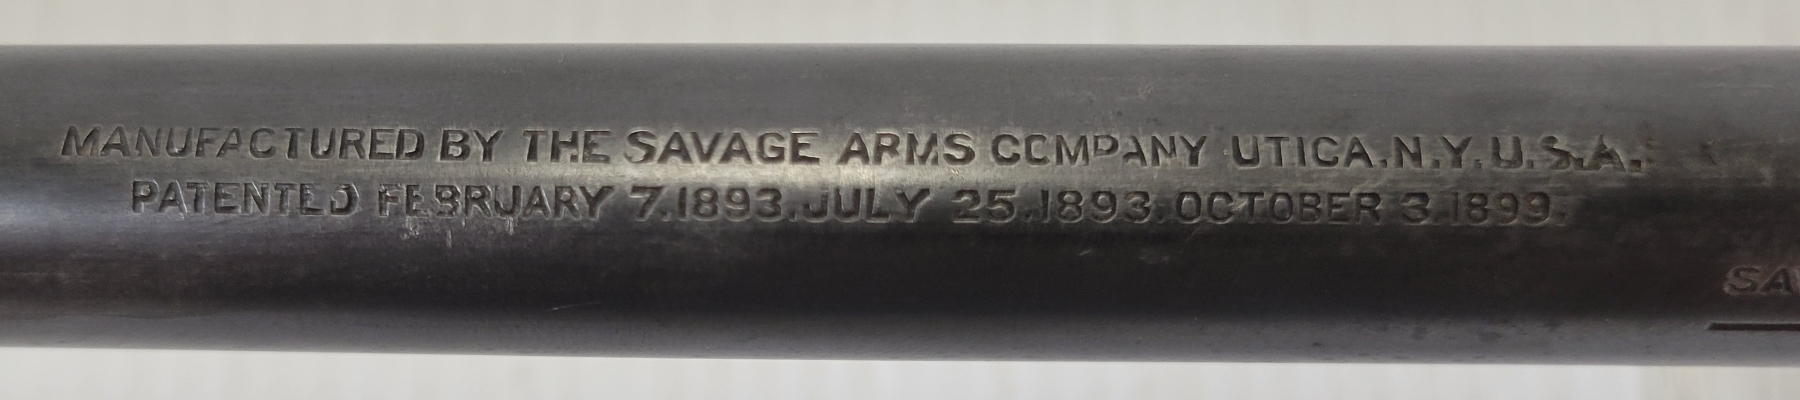 MANUFACTURED BY THE SAVAGE ARMS COMPANY UTICA.N.Y.U.S.A.
PATENTED FEBRUARY 7.1893.JULY 25.1893.OCTOBER 3.1899.